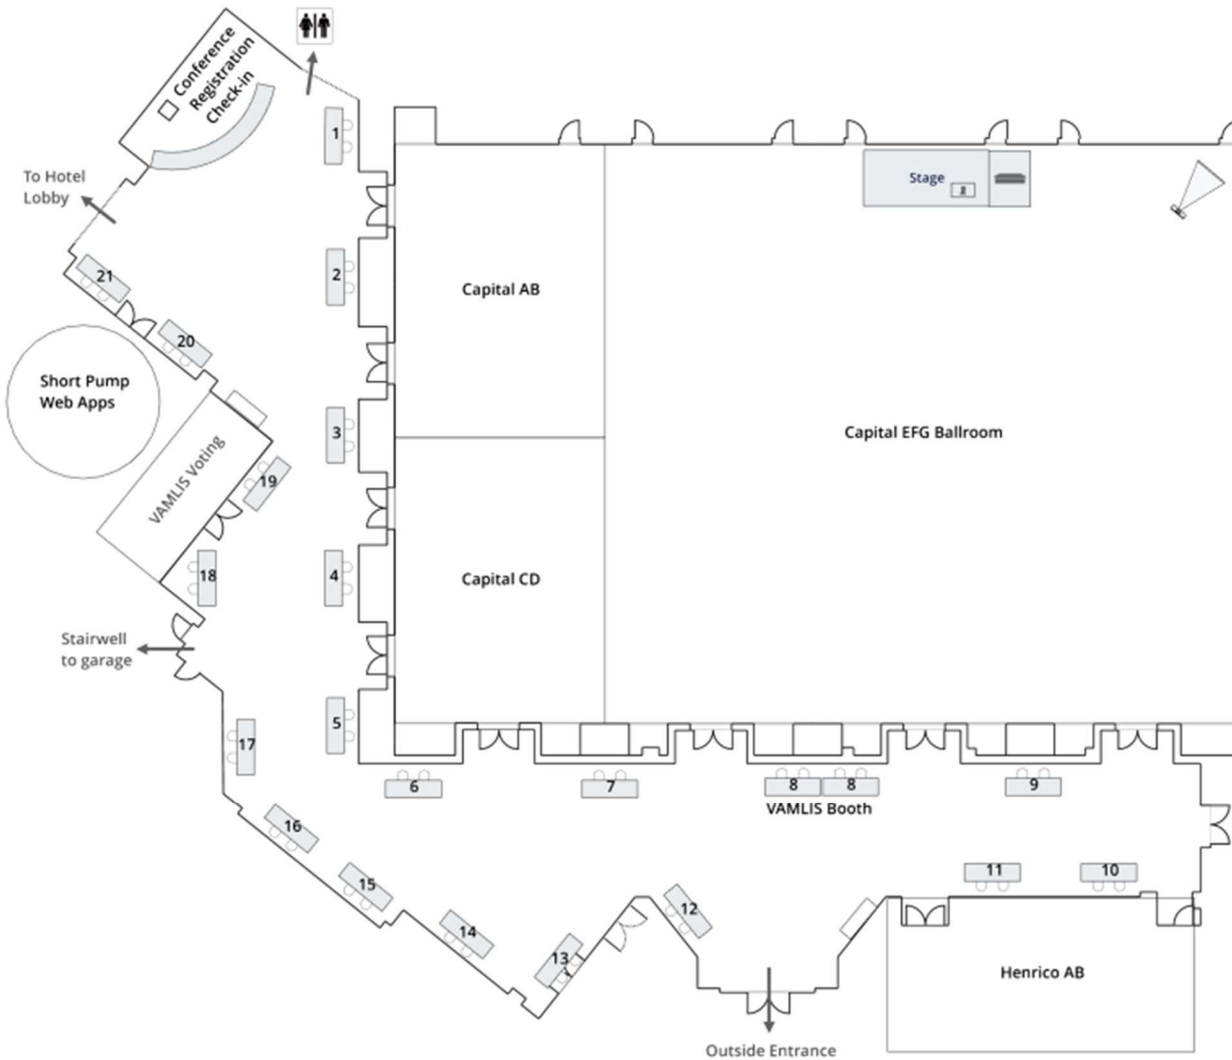 Conference
Registration
Check-in
1
To Hotel
Lobby
Stage
21
2
Capital AB
20
Short Pump
Web Apps
3
Capital EFG Ballroom
VAMLIS Voting
19
18
4
Capital CD
Stairwell
to garage
5
17
6
7
8
8
9
VAMLIS Booth
16
15
11
10
14
12
13
Henrico AB
Outside Entrance